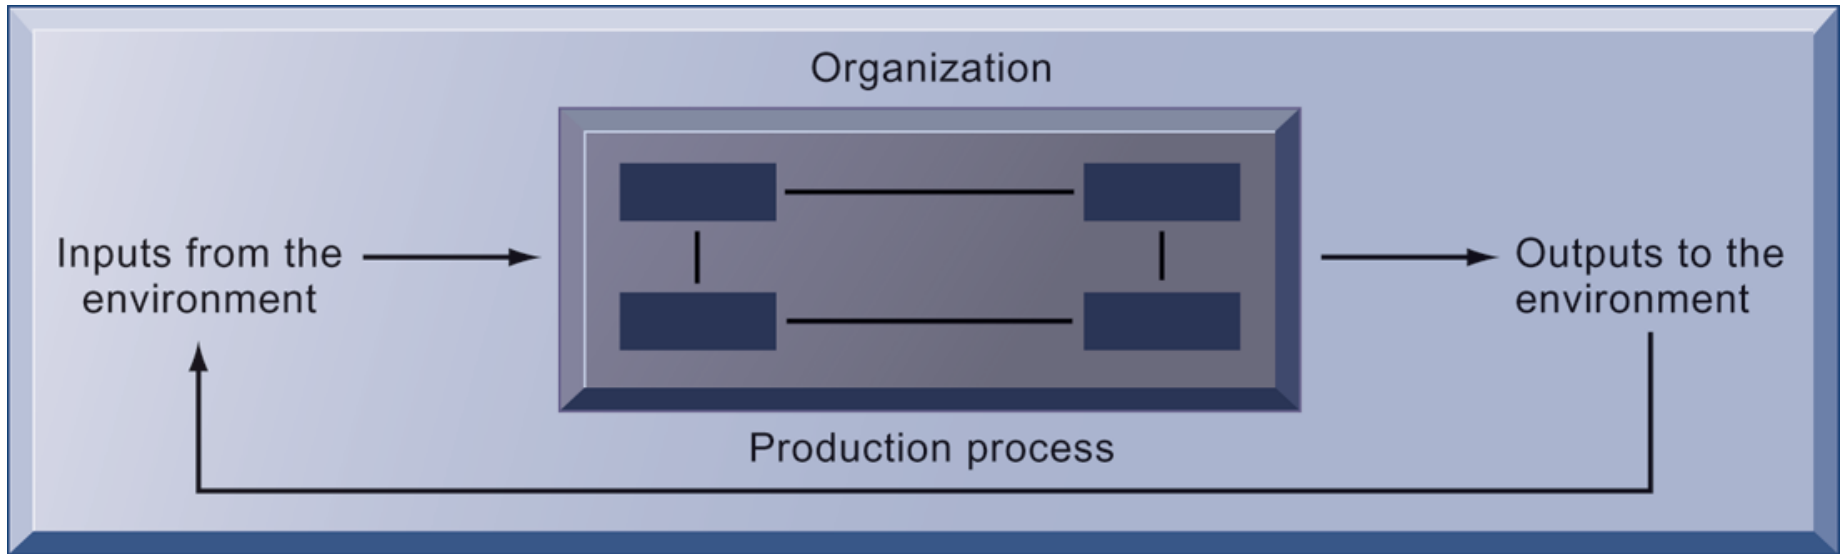 Organization
Inputs from the
environment
Outputs to the
environment
Production process